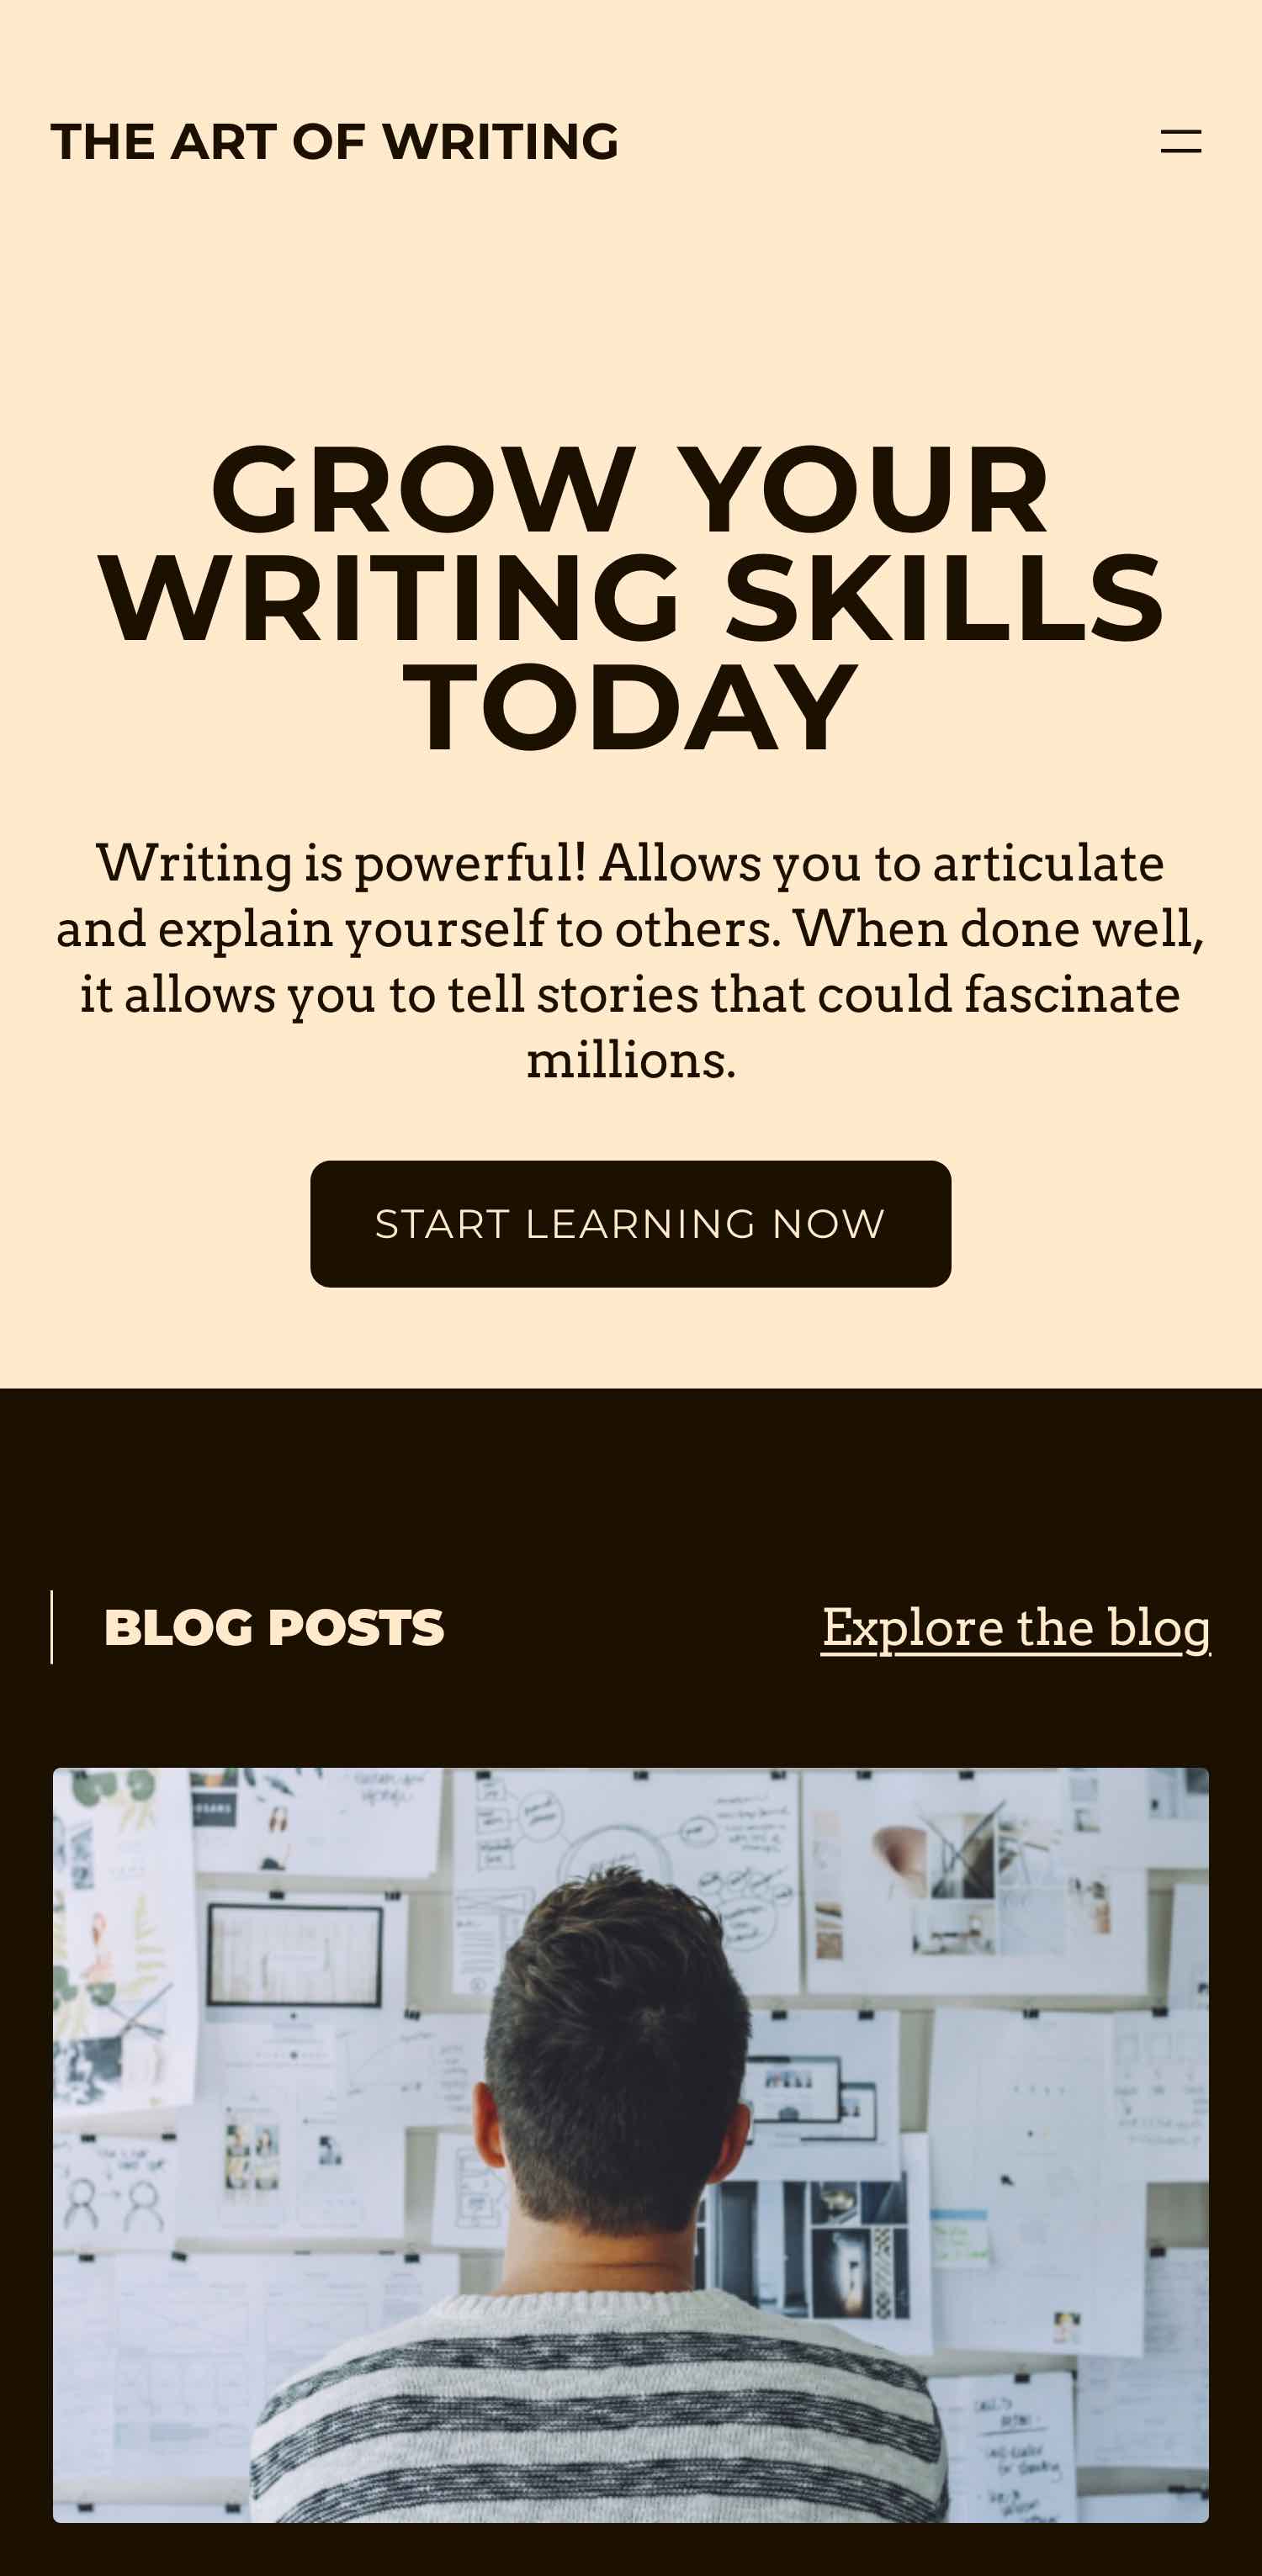 THE ART OF WRITING
GROW YOUR
WRITING SKILLS
TODAY
Writing is powerful! Allows you to articulate
and explain yourself to others. When done well,
it allows you to tell stories that could fascinate
millions.
START LEARNING NOW
BLOG POSTS
Explore the blog